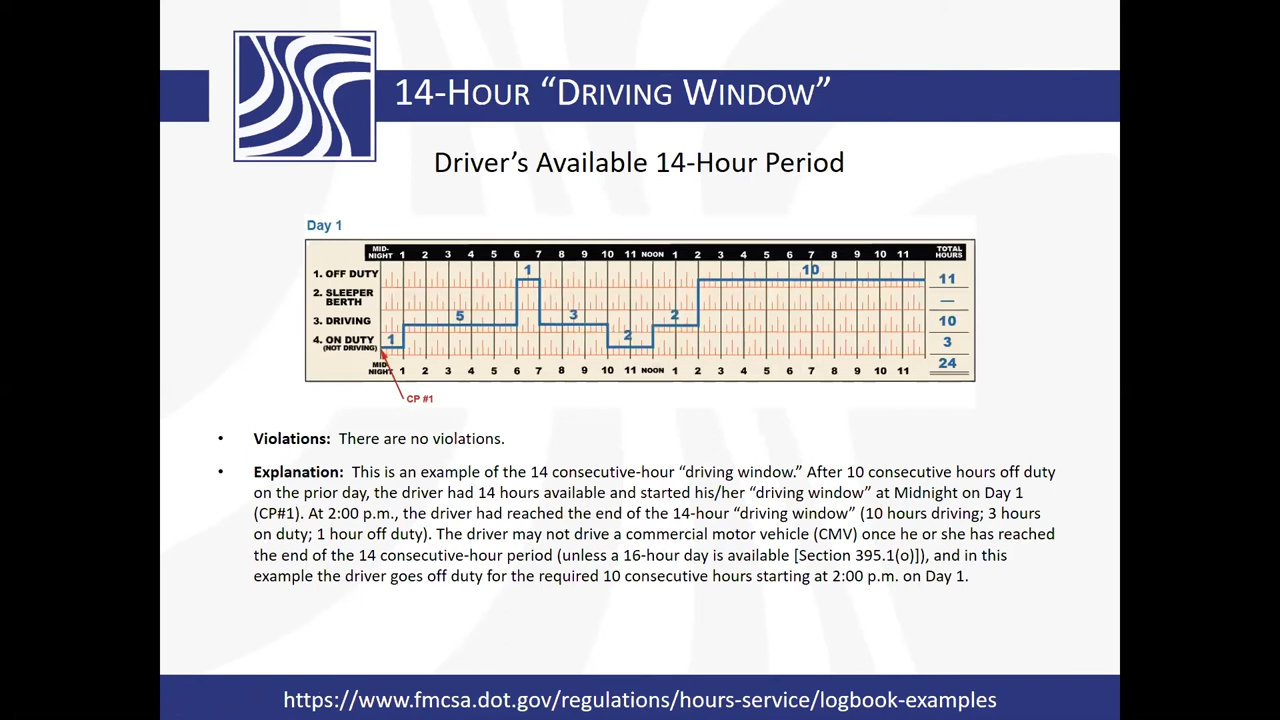 14-HOUR “DRIVING WINDOW”
Driver’s Available 14-Hour Period
Day 1
MID-NIGHT 1 2 3 4 5 6 7 8 9 10 11 NOON 1 2 3 4 5 6 7 8 9 10 11 TOTAL HOURS
1. OFF DUTY 1 10 11
2. SLEEPER BERTH —
3. DRIVING 5 3 2 10
4. ON DUTY (NOT DRIVING) 1 2 3
MID-NIGHT 1 2 3 4 5 6 7 8 9 10 11 NOON 1 2 3 4 5 6 7 8 9 10 11 24
CP #1
• Violations: There are no violations.
• Explanation: This is an example of the 14 consecutive-hour “driving window.” After 10 consecutive hours off duty
on the prior day, the driver had 14 hours available and started his/her “driving window” at Midnight on Day 1
(CP#1). At 2:00 p.m., the driver had reached the end of the 14-hour “driving window” (10 hours driving; 3 hours
on duty; 1 hour off duty). The driver may not drive a commercial motor vehicle (CMV) once he or she has reached
the end of the 14 consecutive-hour period (unless a 16-hour day is available [Section 395.1(o)]), and in this
example the driver goes off duty for the required 10 consecutive hours starting at 2:00 p.m. on Day 1.
https://www.fmcsa.dot.gov/regulations/hours-service/logbook-examples